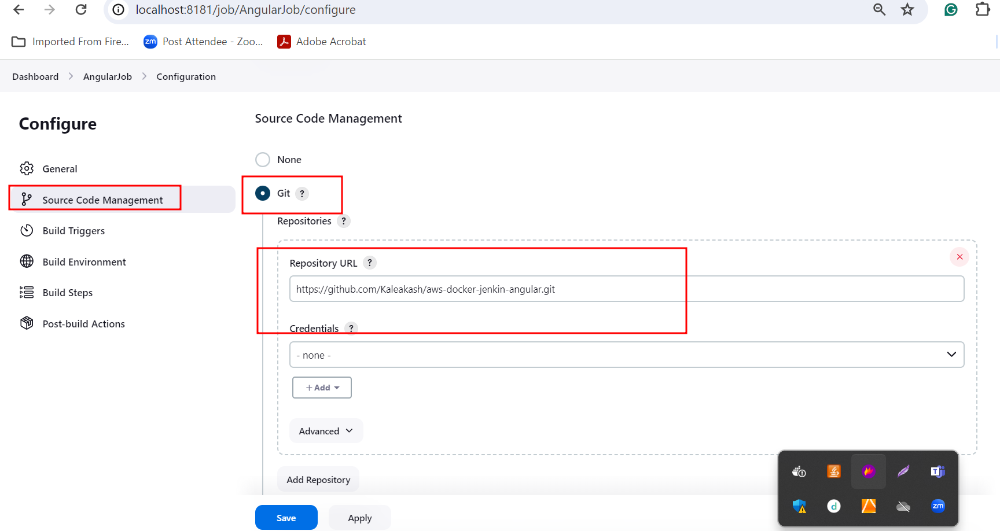 localhost:8181/job/AngularJob/configure
Imported From Fire...
zm Post Attendee - Zoo...
Adobe Acrobat
Dashboard > AngularJob > Configuration
Configure
General
Source Code Management
Build Triggers
Build Environment
Build Steps
Post-build Actions
Source Code Management
None
Git ?
Repositories ?
Repository URL ?
https://github.com/Kaleakash/aws-docker-jenkin-angular.git
Credentials ?
- none -
+ Add
Advanced
Add Repository
Save
Apply
T
d
zm